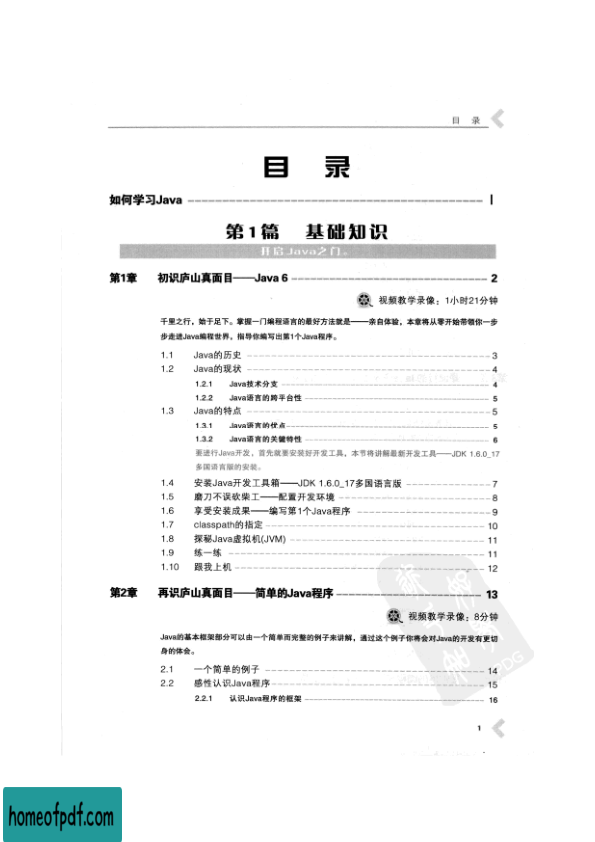 目 录
目 录
如何学习Java I
第1篇 基础知识
开启Java之门。
第1章 初识庐山真面目——Java 6 2
视频教学录像：1小时21分钟
千里之行，始于足下。掌握一门编程语言的最好方法就是——亲自体验，本章将从零开始带领你一步
步走进Java编程世界，指导你编写出第1个Java程序。
1.1 Java的历史 3
1.2 Java的现状 4
1.2.1 Java技术分支 4
1.2.2 Java语言的跨平台性 5
1.3 Java的特点 5
1.3.1 Java语言的优点 5
1.3.2 Java语言的关键特性 6
要进行Java开发，首先就要安装好开发工具，本节将讲解最新开发工具——JDK 1.6.0_17
多国语言版的安装。
1.4 安装Java开发工具箱——JDK 1.6.0_17多国语言版 7
1.5 磨刀不误砍柴工——配置开发环境 8
1.6 享受安装成果——编写第1个Java程序 9
1.7 classpath的指定 10
1.8 探秘Java虚拟机(JVM) 11
1.9 练一练 11
1.10 跟我上机 12
第2章 再识庐山真面目——简单的Java程序 13
视频教学录像：8分钟
Java的基本框架部分可以由一个简单而完整的例子来讲解，通过这个例子你将会对Java的开发有更切
身的体会。
2.1 一个简单的例子 14
2.2 感性认识Java程序 15
2.2.1 认识Java程序的框架 16
1
homeofpdf.com